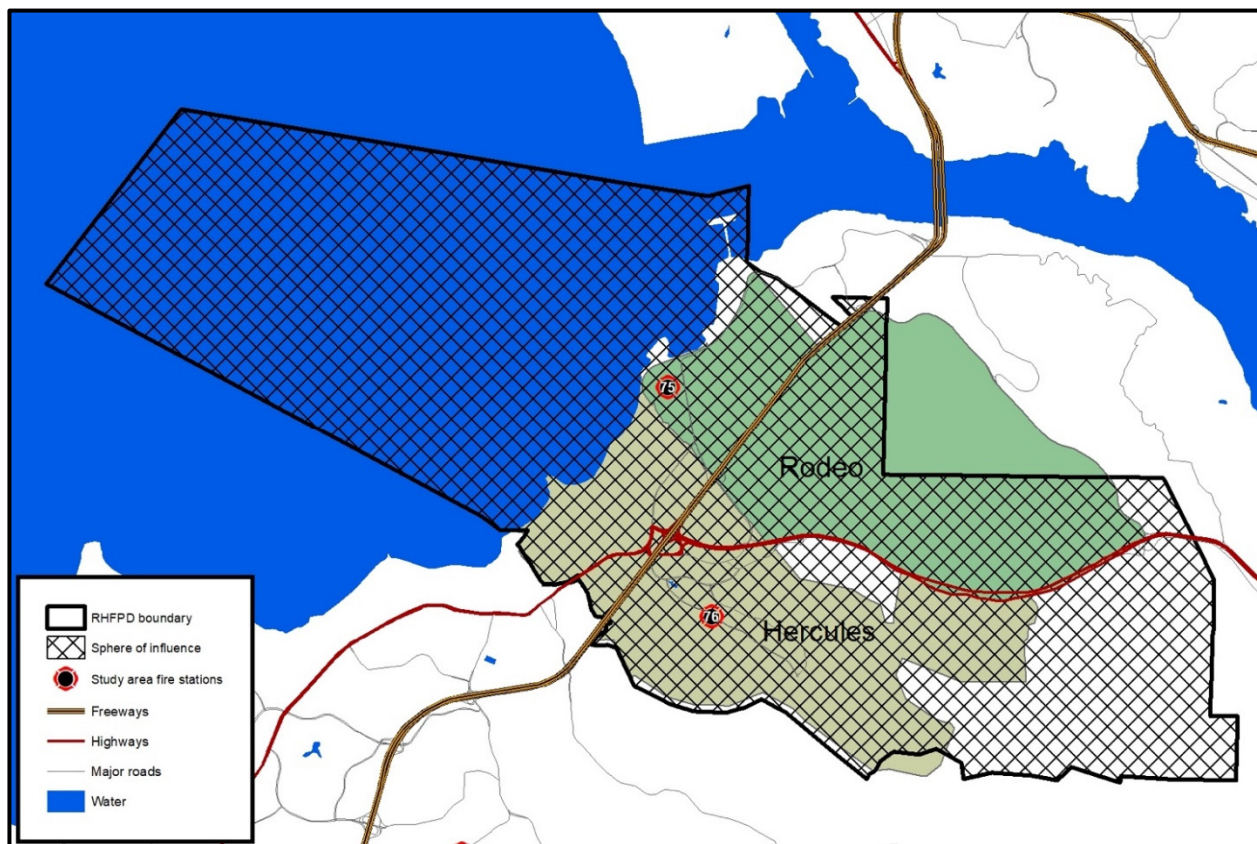 75
Rodeo
76
Hercules
RHFPD boundary
Sphere of influence
Study area fire stations
Freeways
Highways
Major roads
Water